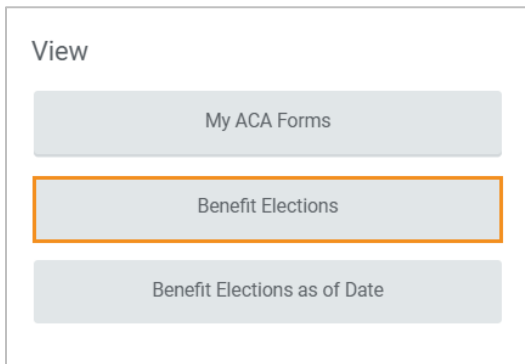 View
My ACA Forms
Benefit Elections
Benefit Elections as of Date